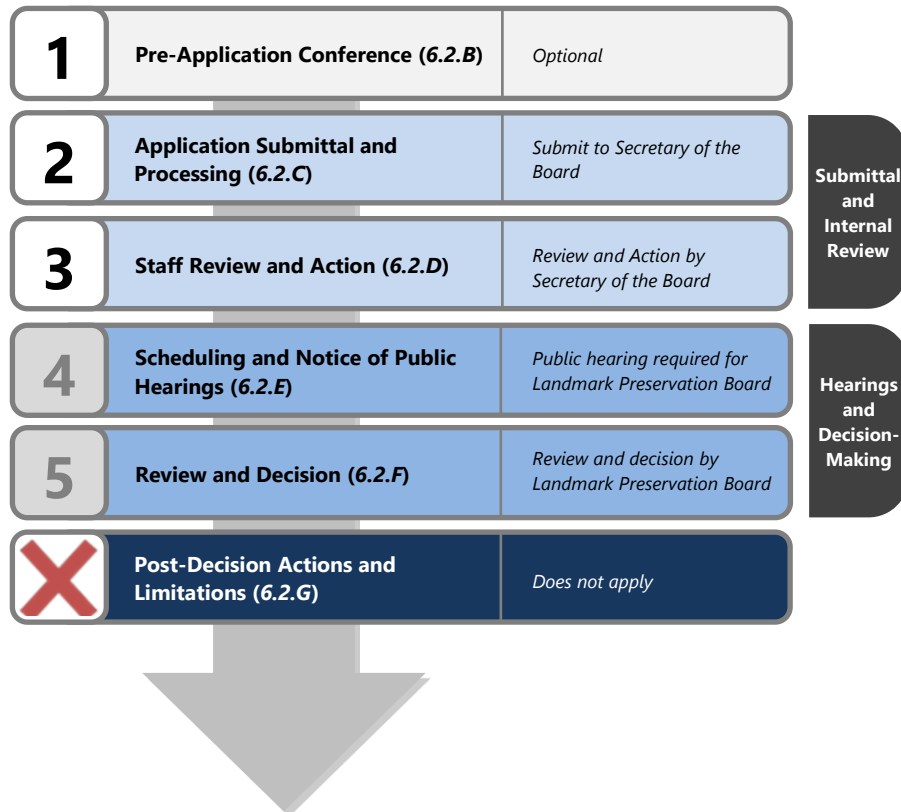 1
Pre-Application Conference (6.2.B)
Optional
2
Application Submittal and
Processing (6.2.C)
Submit to Secretary of the
Board
3
Staff Review and Action (6.2.D)
Review and Action by
Secretary of the Board
Submittal
and
Internal
Review
4
Scheduling and Notice of Public
Hearings (6.2.E)
Public hearing required for
Landmark Preservation Board
5
Review and Decision (6.2.F)
Review and decision by
Landmark Preservation Board
Hearings
and
Decision-
Making
Post-Decision Actions and
Limitations (6.2.G)
Does not apply